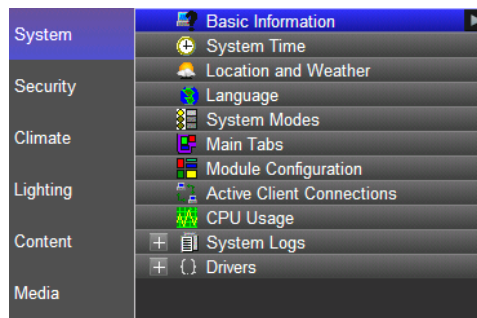 System
Security
Climate
Lighting
Content
Media
Basic Information
System Time
Location and Weather
Language
System Modes
Main Tabs
Module Configuration
Active Client Connections
CPU Usage
System Logs
Drivers